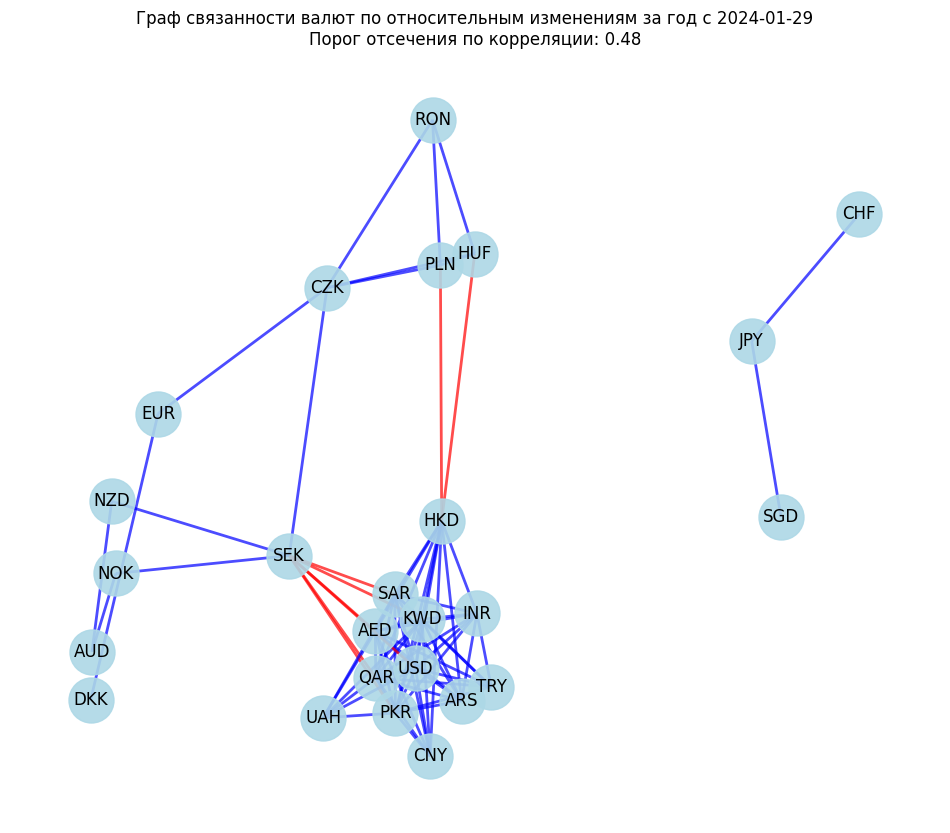 Граф связанности валют по относительным изменениям за год с 2024-01-29
Порог отсечения по корреляции: 0.48
RON
CHF
HUF
PLN
CZK
JPY
EUR
NZD
SGD
HKD
SEK
NOK
SAR
INR
KWD
AED
AUD
USD
QAR
TRY
DKK
ARS
PKR
UAH
CNY